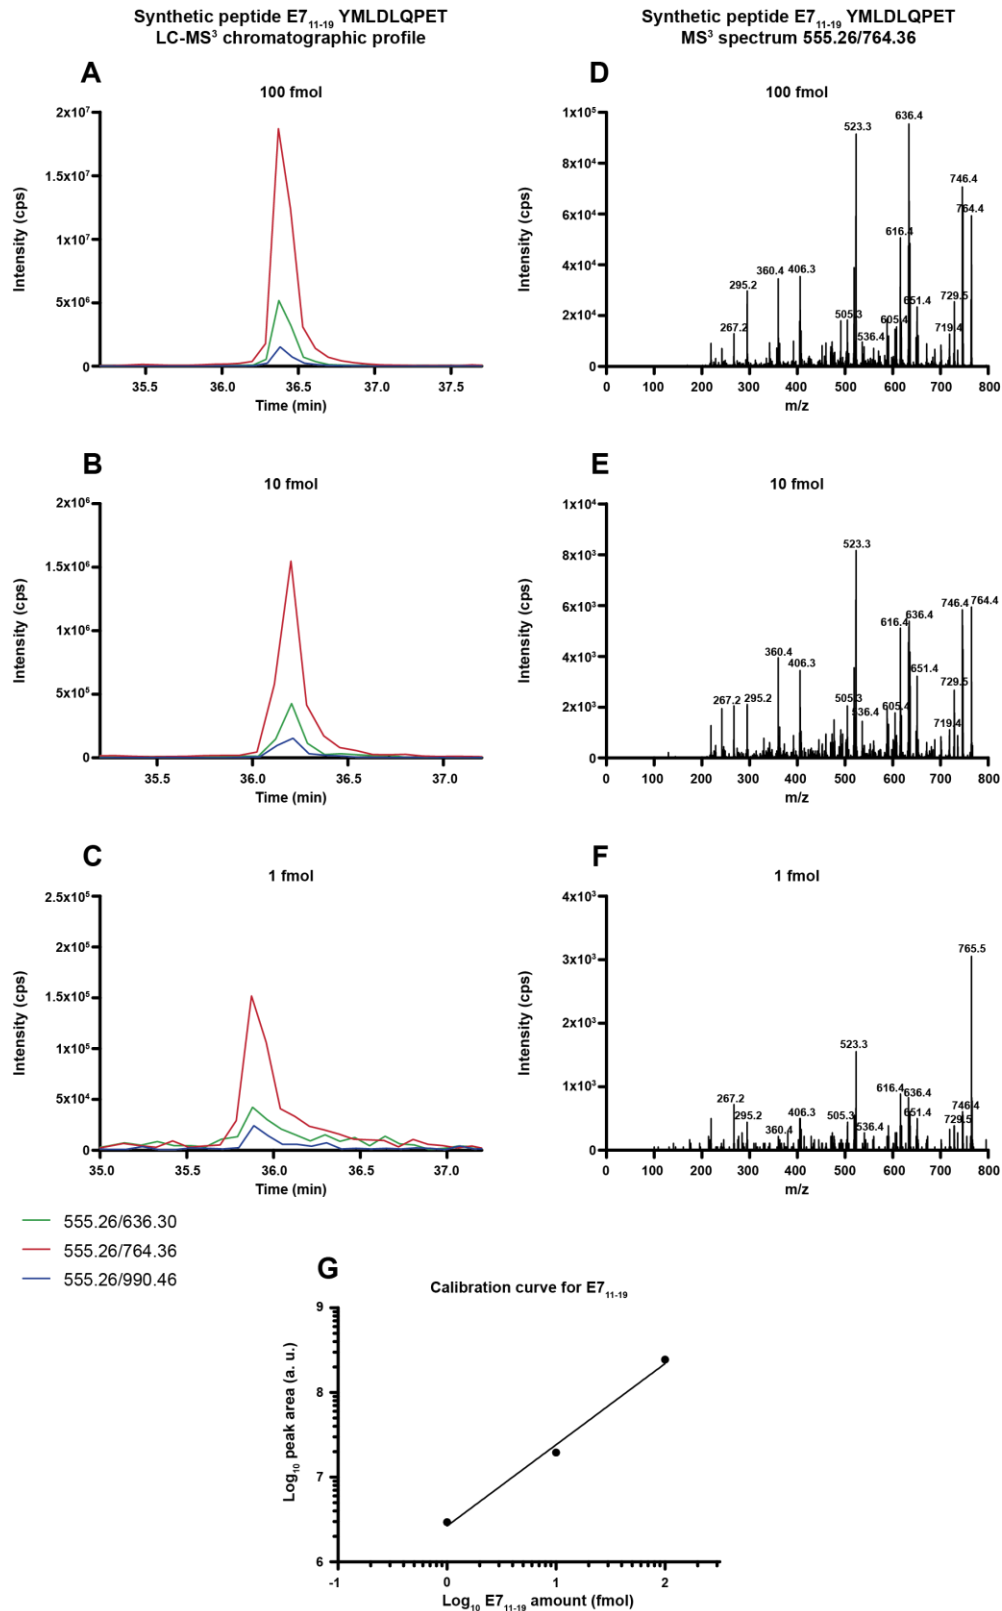 Synthetic peptide E7₁₁₋₁₉ YMLDLQPET
LC-MS³ chromatographic profile
Synthetic peptide E7₁₁₋₁₉ YMLDLQPET
MS³ spectrum 555.26/764.36
A
100 fmol
2x10⁷
1.5x10⁷
1x10⁷
5x10⁶
0
Intensity (cps)
35.5 36.0 36.5 37.0 37.5
Time (min)
D
100 fmol
1x10⁵
8x10⁴
6x10⁴
4x10⁴
2x10⁴
0
Intensity (cps)
267.2
295.2
360.4
406.3
505.3
523.3
536.4
605.4
616.4
636.4
651.4
719.4
729.5
746.4
764.4
0 100 200 300 400 500 600 700 800
m/z
B
10 fmol
2x10⁶
1.5x10⁶
1x10⁶
5x10⁵
0
Intensity (cps)
35.5 36.0 36.5 37.0
Time (min)
E
10 fmol
1x10⁴
8x10³
6x10³
4x10³
2x10³
0
Intensity (cps)
267.2
295.2
360.4
406.3
505.3
523.3
536.4
605.4
616.4
636.4
651.4
719.4
729.5
746.4
764.4
0 100 200 300 400 500 600 700 800
m/z
C
1 fmol
2.5x10⁵
2x10⁵
1.5x10⁵
1x10⁵
5x10⁴
0
Intensity (cps)
35.0 35.5 36.0 36.5 37.0
Time (min)
F
1 fmol
4x10³
3x10³
2x10³
1x10³
0
Intensity (cps)
267.2
295.2
360.4
406.3
505.3
523.3
536.4
616.4
636.4
651.4
729.5
746.4
765.5
0 100 200 300 400 500 600 700 800
m/z
555.26/636.30
555.26/764.36
555.26/990.46
G
Calibration curve for E7₁₁₋₁₉
9
8
7
6
Log₁₀ peak area (a. u.)
-1 0 1 2
Log₁₀ E7₁₁₋₁₉ amount (fmol)